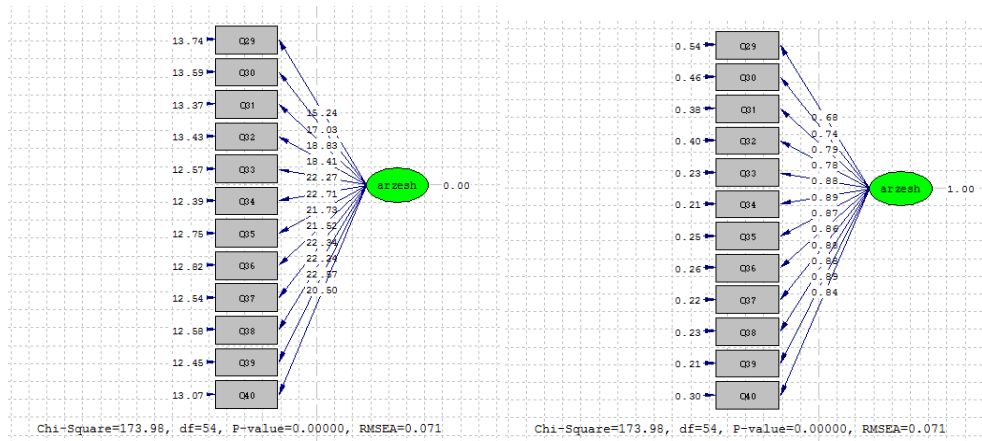 13.74 Q29
13.59 Q30
13.37 Q31
13.43 Q32
12.57 Q33
12.39 Q34
12.75 Q35
12.82 Q36
12.54 Q37
12.58 Q38
12.45 Q39
13.07 Q40
15.24
17.03
18.83
18.41
22.27
22.71
21.73
21.52
22.34
22.24
22.57
20.50
arzesh 0.00
Chi-Square=173.98, df=54, P-value=0.00000, RMSEA=0.071
0.54 Q29
0.46 Q30
0.38 Q31
0.40 Q32
0.23 Q33
0.21 Q34
0.25 Q35
0.26 Q36
0.22 Q37
0.23 Q38
0.21 Q39
0.30 Q40
0.68
0.74
0.79
0.78
0.88
0.89
0.87
0.86
0.88
0.88
0.89
0.84
arzesh 1.00
Chi-Square=173.98, df=54, P-value=0.00000, RMSEA=0.071